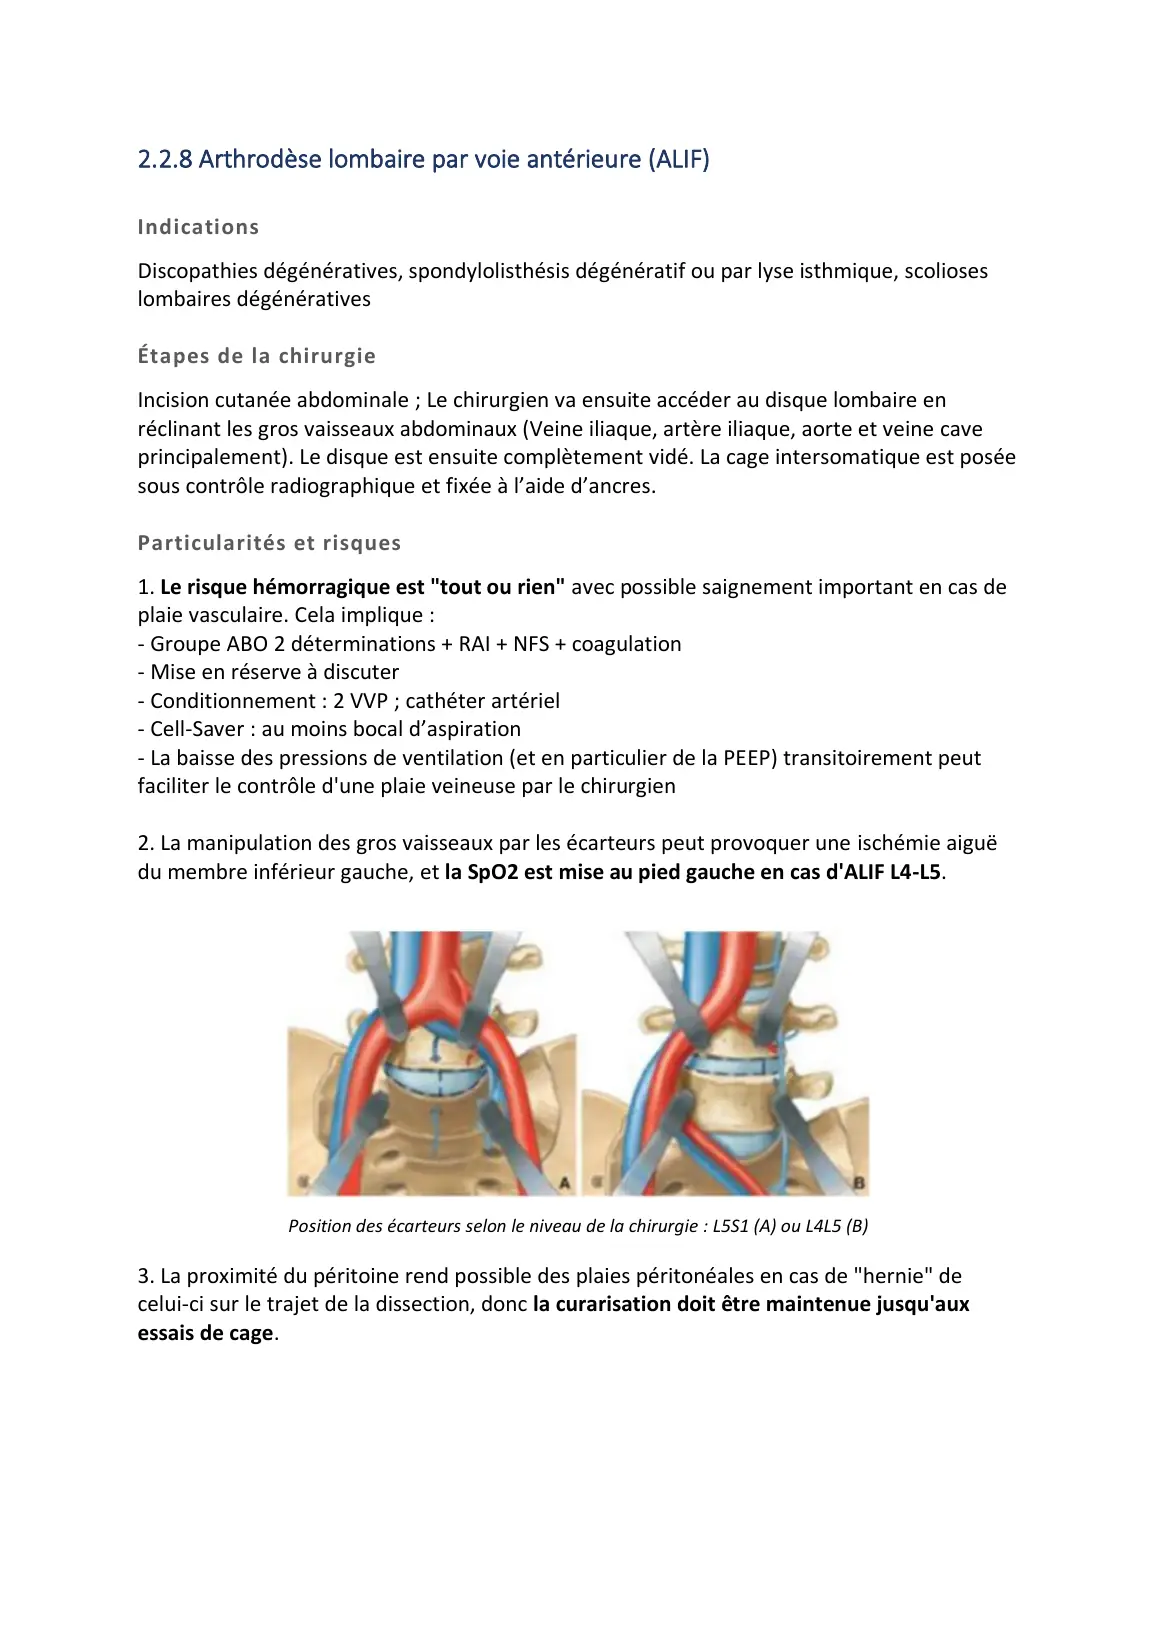 2.2.8 Arthrodèse lombaire par voie antérieure (ALIF)
Indications
Discopathies dégénératives, spondylolisthésis dégénératif ou par lyse isthmique, scolioses
lombaires dégénératives
Étapes de la chirurgie
Incision cutanée abdominale ; Le chirurgien va ensuite accéder au disque lombaire en
réclinant les gros vaisseaux abdominaux (Veine iliaque, artère iliaque, aorte et veine cave
principalement). Le disque est ensuite complètement vidé. La cage intersomatique est posée
sous contrôle radiographique et fixée à l’aide d’ancres.
Particularités et risques
1. Le risque hémorragique est "tout ou rien" avec possible saignement important en cas de
plaie vasculaire. Cela implique :
- Groupe ABO 2 déterminations + RAI + NFS + coagulation
- Mise en réserve à discuter
- Conditionnement : 2 VVP ; cathéter artériel
- Cell-Saver : au moins bocal d’aspiration
- La baisse des pressions de ventilation (et en particulier de la PEEP) transitoirement peut
faciliter le contrôle d'une plaie veineuse par le chirurgien
2. La manipulation des gros vaisseaux par les écarteurs peut provoquer une ischémie aiguë
du membre inférieur gauche, et la SpO2 est mise au pied gauche en cas d'ALIF L4-L5.
A
B
Position des écarteurs selon le niveau de la chirurgie : L5S1 (A) ou L4L5 (B)
3. La proximité du péritoine rend possible des plaies péritonéales en cas de "hernie" de
celui-ci sur le trajet de la dissection, donc la curarisation doit être maintenue jusqu'aux
essais de cage.